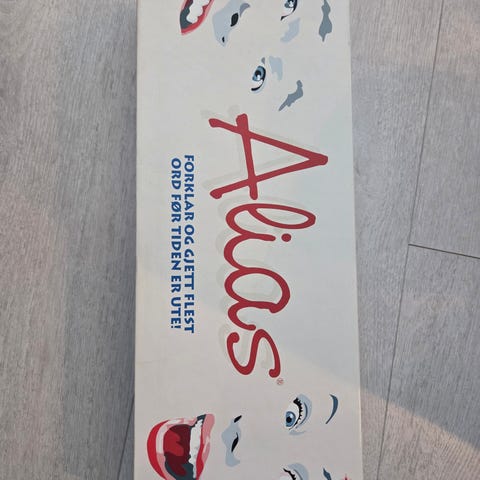 Alias®
FORKLAR OG GJETT FLEST
ORD FØR TIDEN ER UTE!